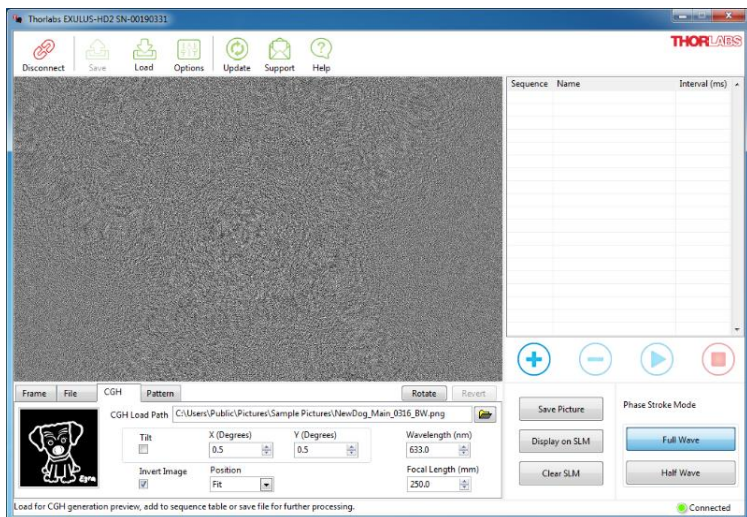 Thorlabs EXULUS-HD2 SN-00190331
Disconnect Save Load Options Update Support Help
THORLABS
Sequence Name Interval (ms)
Frame File CGH Pattern Rotate Revert
CGH Load Path C:\Users\Public\Pictures\Sample Pictures\NewDog_Main_0316_BW.png
Tilt X (Degrees) Y (Degrees) Wavelength (nm)
0.5 0.5 633.0
Invert Image Position Focal Length (mm)
Fit 250.0
Ezra
Save Picture
Display on SLM
Clear SLM
Phase Stroke Mode
Full Wave
Half Wave
Load for CGH generation preview, add to sequence table or save file for further processing.
Connected